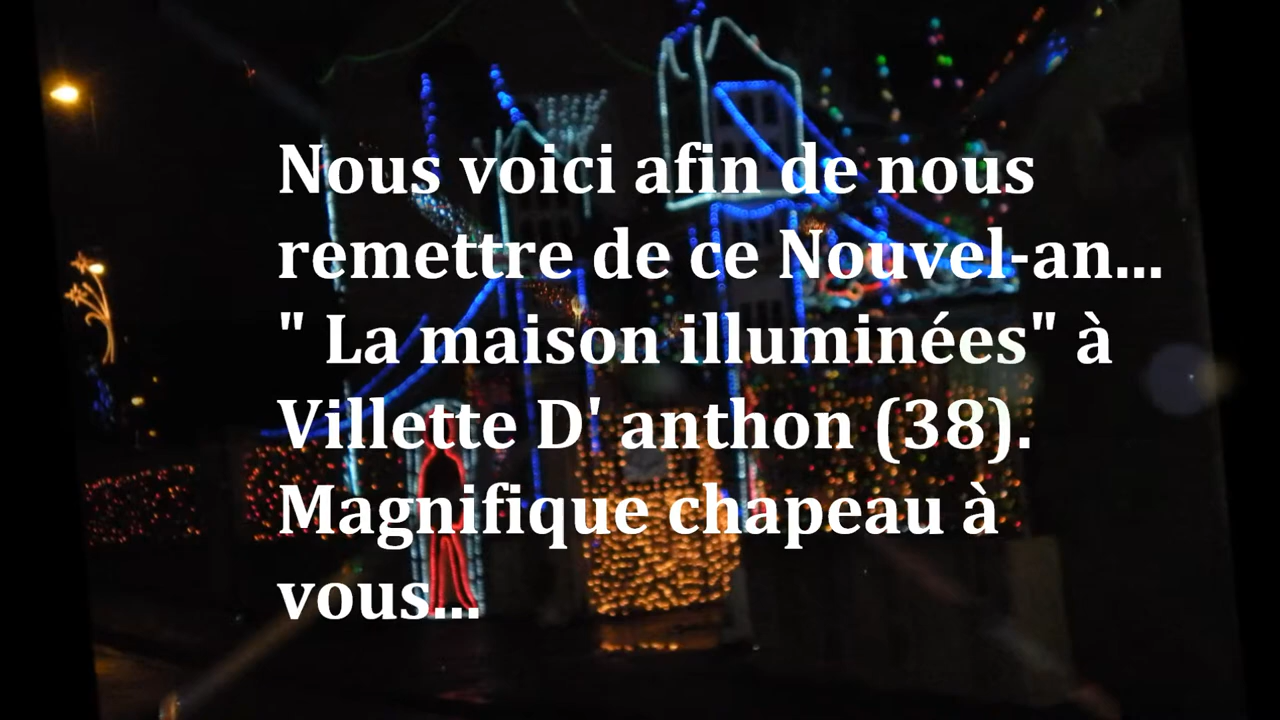 Nous voici afin de nous
remettre de ce Nouvel-an...
" La maison illuminées" à
Villette D' anthon (38).
Magnifique chapeau à
vous...